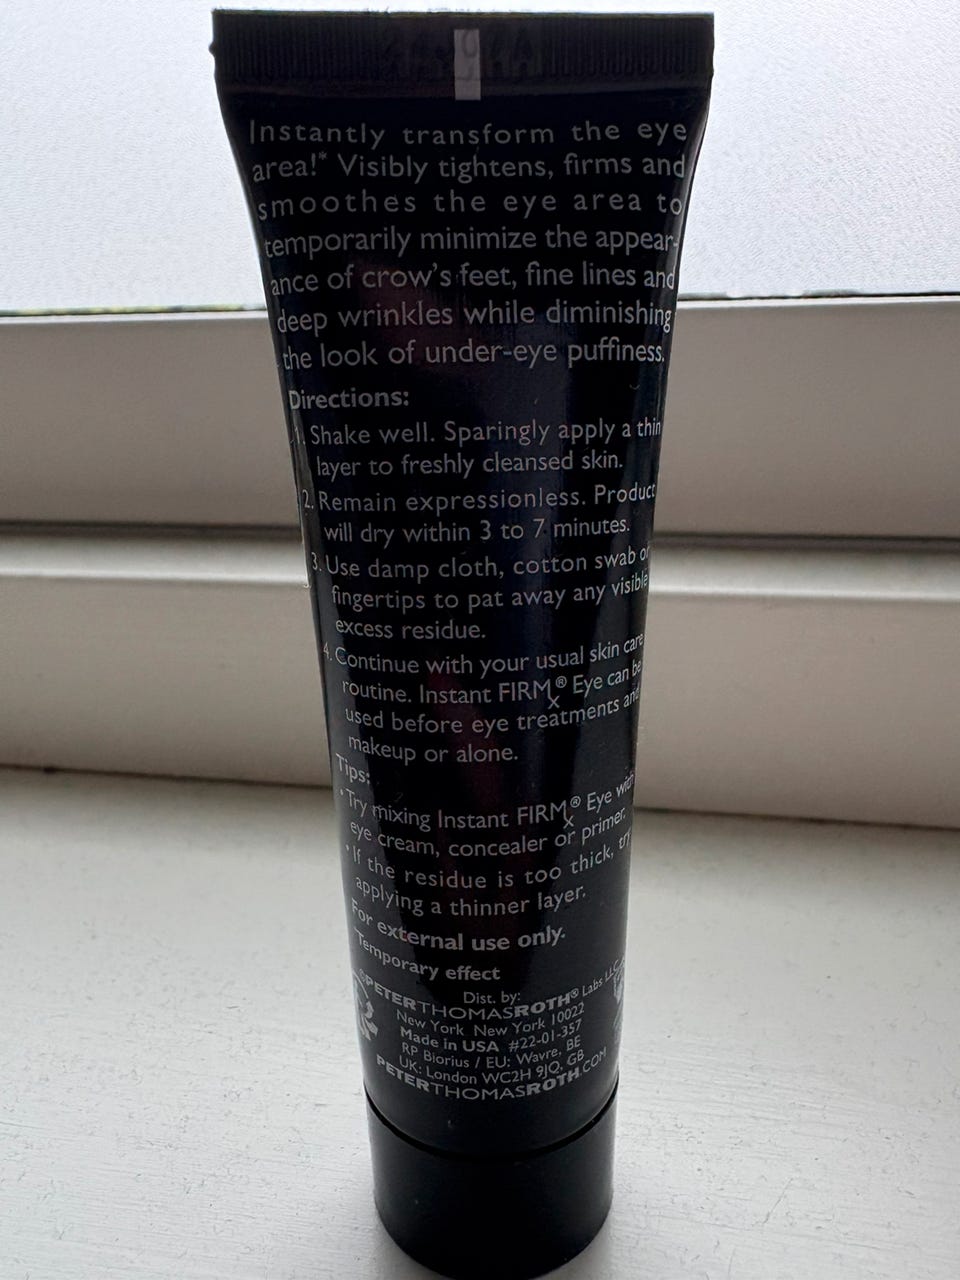 Instantly transform the eye
area!* Visibly tightens, firms and
smoothes the eye area to
temporarily minimize the appear-
ance of crow's feet, fine lines and
deep wrinkles while diminishing
the look of under-eye puffiness.
Directions:
1. Shake well. Sparingly apply a thin
layer to freshly cleansed skin.
2. Remain expressionless. Product
will dry within 3 to 7 minutes.
3. Use damp cloth, cotton swab or
fingertips to pat away any visible
excess residue.
4. Continue with your usual skin care
routine. Instant FIRMx® Eye can be
used before eye treatments and
makeup or alone.
Tips:
• Try mixing Instant FIRMx® Eye with
eye cream, concealer or primer.
• If the residue is too thick, try
applying a thinner layer.
For external use only.
*Temporary effect
Dist. by:
©PETERTHOMASROTH® Labs LLC
New York New York 10022
Made in USA #22-01-357
RP Biorius / EU: Wavre, BE
UK: London WC2H 9JQ, GB
PETERTHOMASROTH.COM